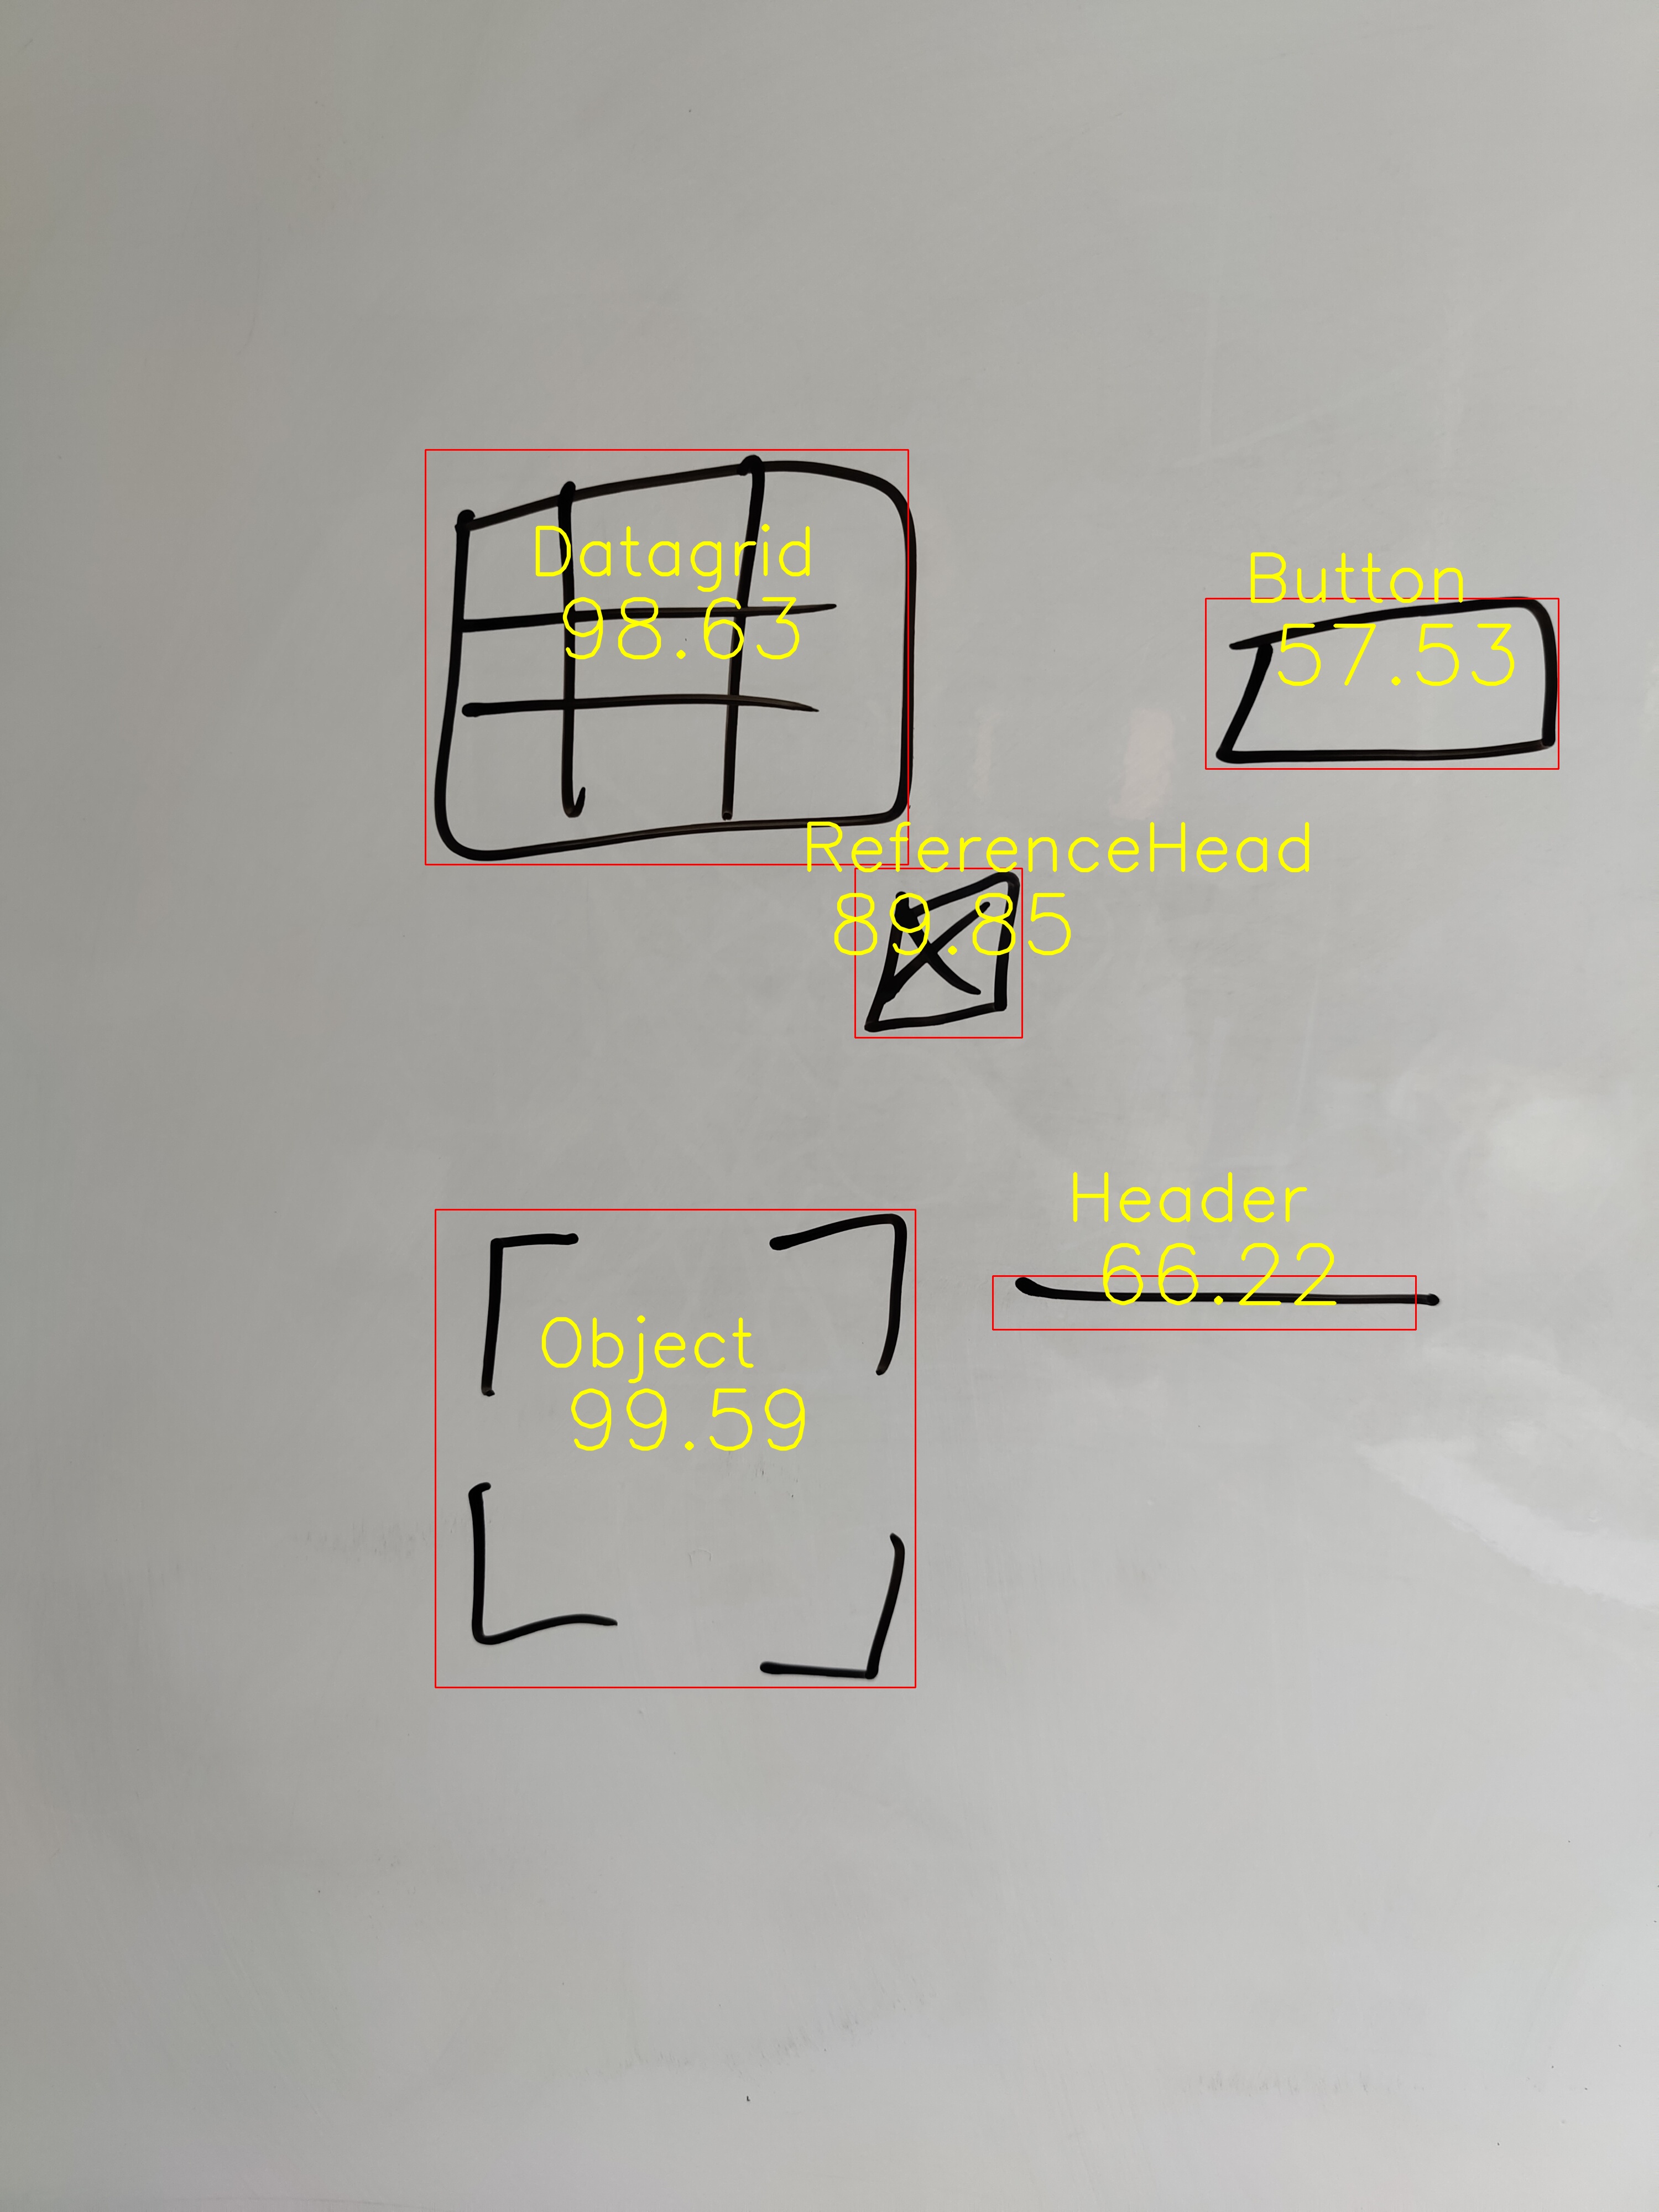 Datagrid
98.63
Button
57.53
ReferenceHead
89.85
Header
66.22
Object
99.59